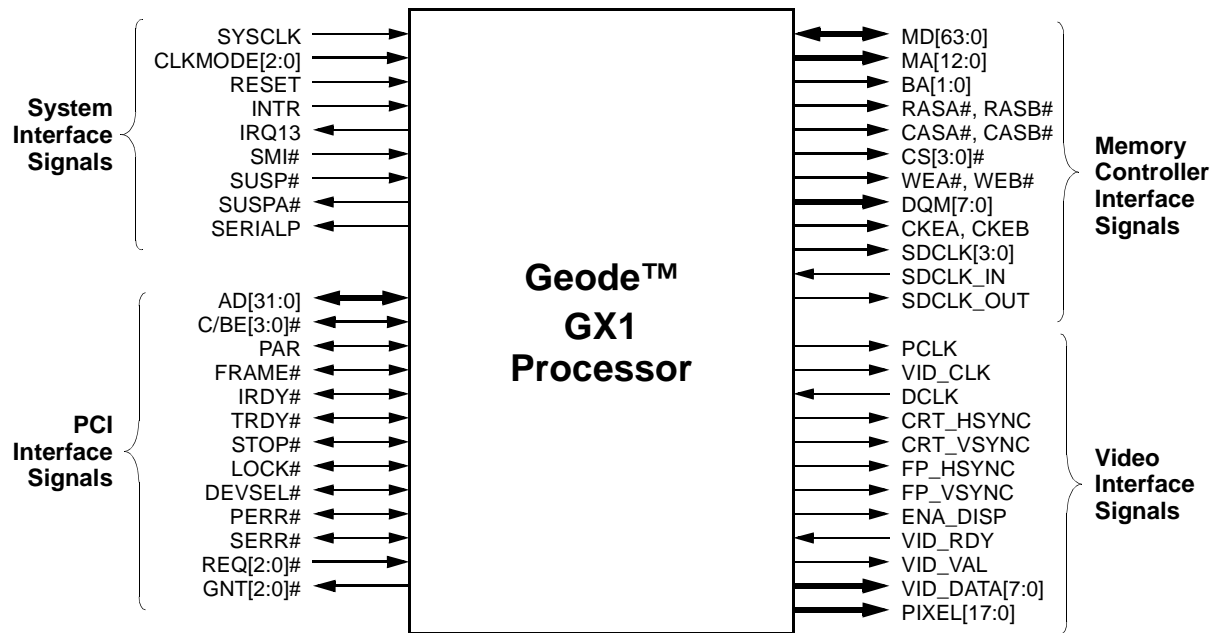 System
Interface
Signals
SYSCLK
CLKMODE[2:0]
RESET
INTR
IRQ13
SMI#
SUSP#
SUSPA#
SERIALP
PCI
Interface
Signals
AD[31:0]
C/BE[3:0]#
PAR
FRAME#
IRDY#
TRDY#
STOP#
LOCK#
DEVSEL#
PERR#
SERR#
REQ[2:0]#
GNT[2:0]#
Geode™
GX1
Processor
MD[63:0]
MA[12:0]
BA[1:0]
RASA#, RASB#
CASA#, CASB#
CS[3:0]#
WEA#, WEB#
DQM[7:0]
CKEA, CKEB
SDCLK[3:0]
SDCLK_IN
SDCLK_OUT
Memory
Controller
Interface
Signals
PCLK
VID_CLK
DCLK
CRT_HSYNC
CRT_VSYNC
FP_HSYNC
FP_VSYNC
ENA_DISP
VID_RDY
VID_VAL
VID_DATA[7:0]
PIXEL[17:0]
Video
Interface
Signals